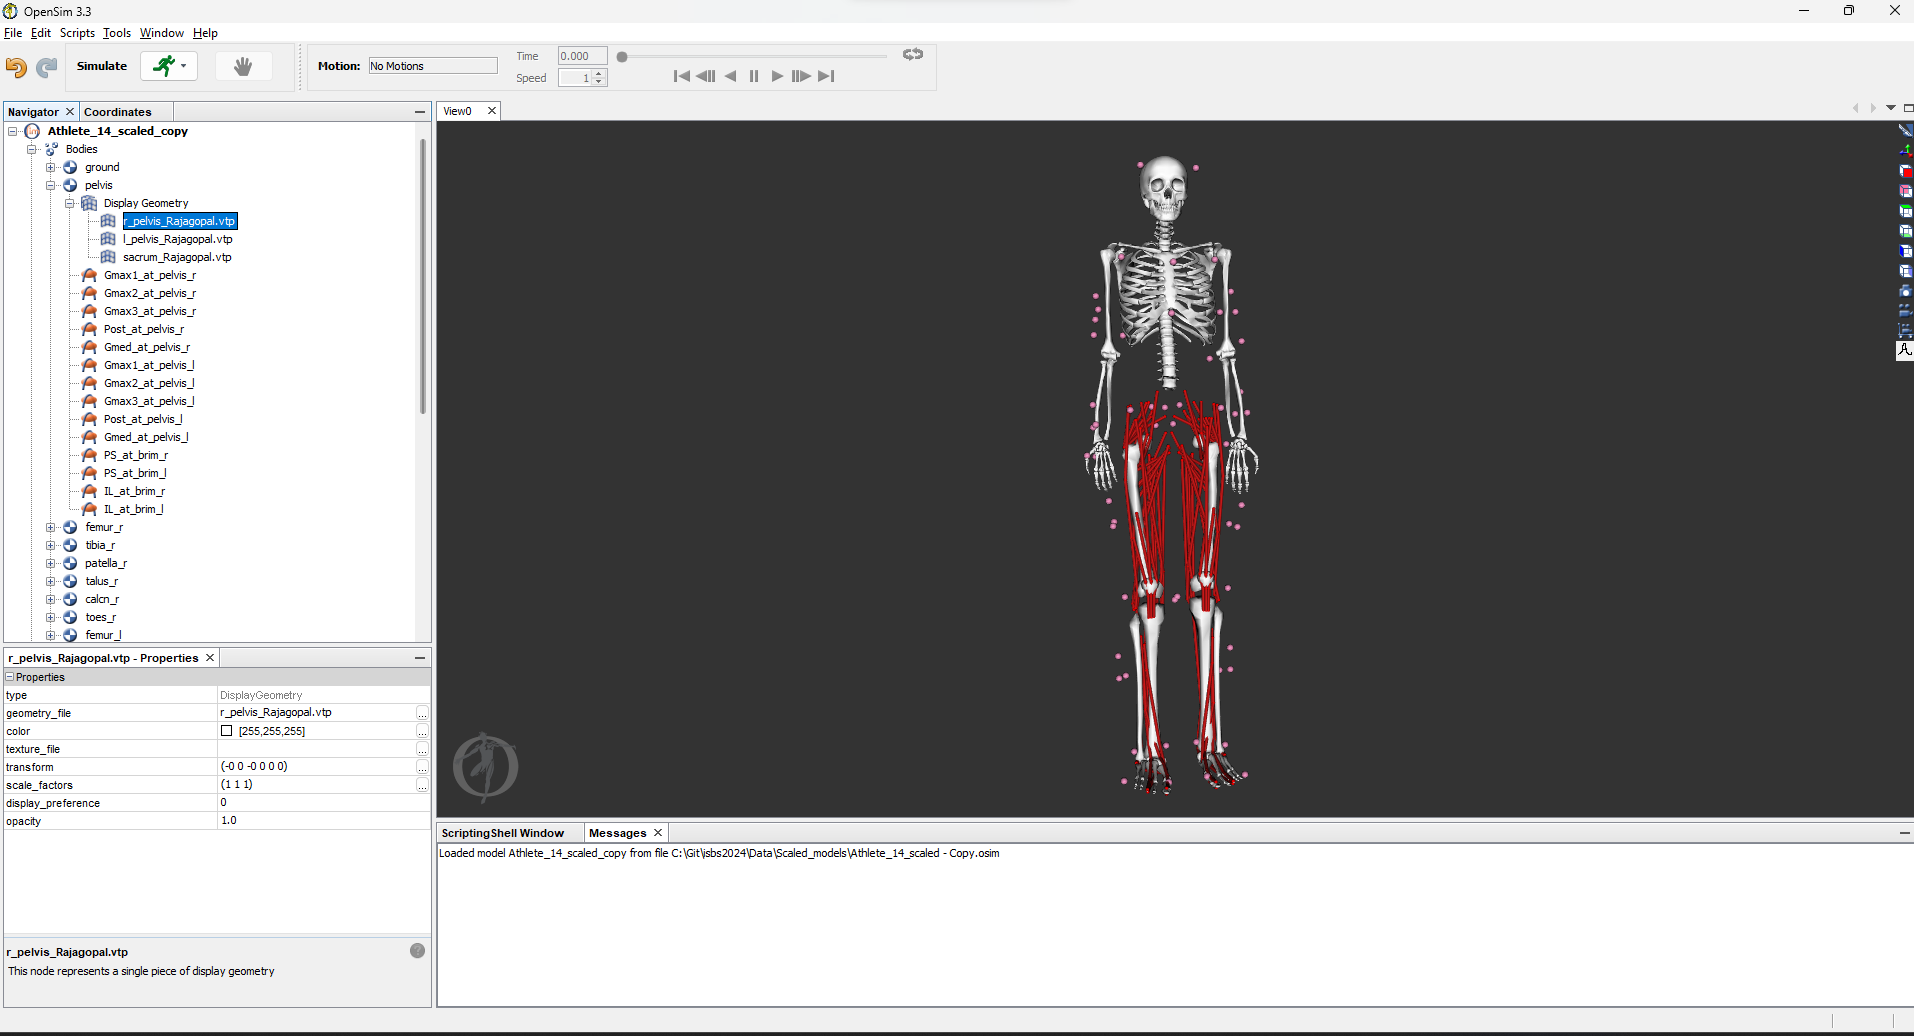 OpenSim 3.3
File Edit Scripts Tools Window Help
Simulate
Motion: No Motions
Time 0.000
Speed 1
Navigator Coordinates
View0
Athlete_14_scaled_copy
Bodies
ground
pelvis
Display Geometry
r_pelvis_Rajagopal.vtp
l_pelvis_Rajagopal.vtp
sacrum_Rajagopal.vtp
Gmax1_at_pelvis_r
Gmax2_at_pelvis_r
Gmax3_at_pelvis_r
Post_at_pelvis_r
Gmed_at_pelvis_r
Gmax1_at_pelvis_l
Gmax2_at_pelvis_l
Gmax3_at_pelvis_l
Post_at_pelvis_l
Gmed_at_pelvis_l
PS_at_brim_r
PS_at_brim_l
IL_at_brim_r
IL_at_brim_l
femur_r
tibia_r
patella_r
talus_r
calcn_r
toes_r
femur_l
r_pelvis_Rajagopal.vtp - Properties
Properties
type DisplayGeometry
geometry_file r_pelvis_Rajagopal.vtp ...
color [255,255,255] ...
texture_file ...
transform (-0 0 -0 0 0 0) ...
scale_factors (1 1 1) ...
display_preference 0
opacity 1.0
r_pelvis_Rajagopal.vtp
This node represents a single piece of display geometry
ScriptingShell Window Messages
Loaded model Athlete_14_scaled_copy from file C:\Git\isbs2024\Data\Scaled_models\Athlete_14_scaled - Copy.osim